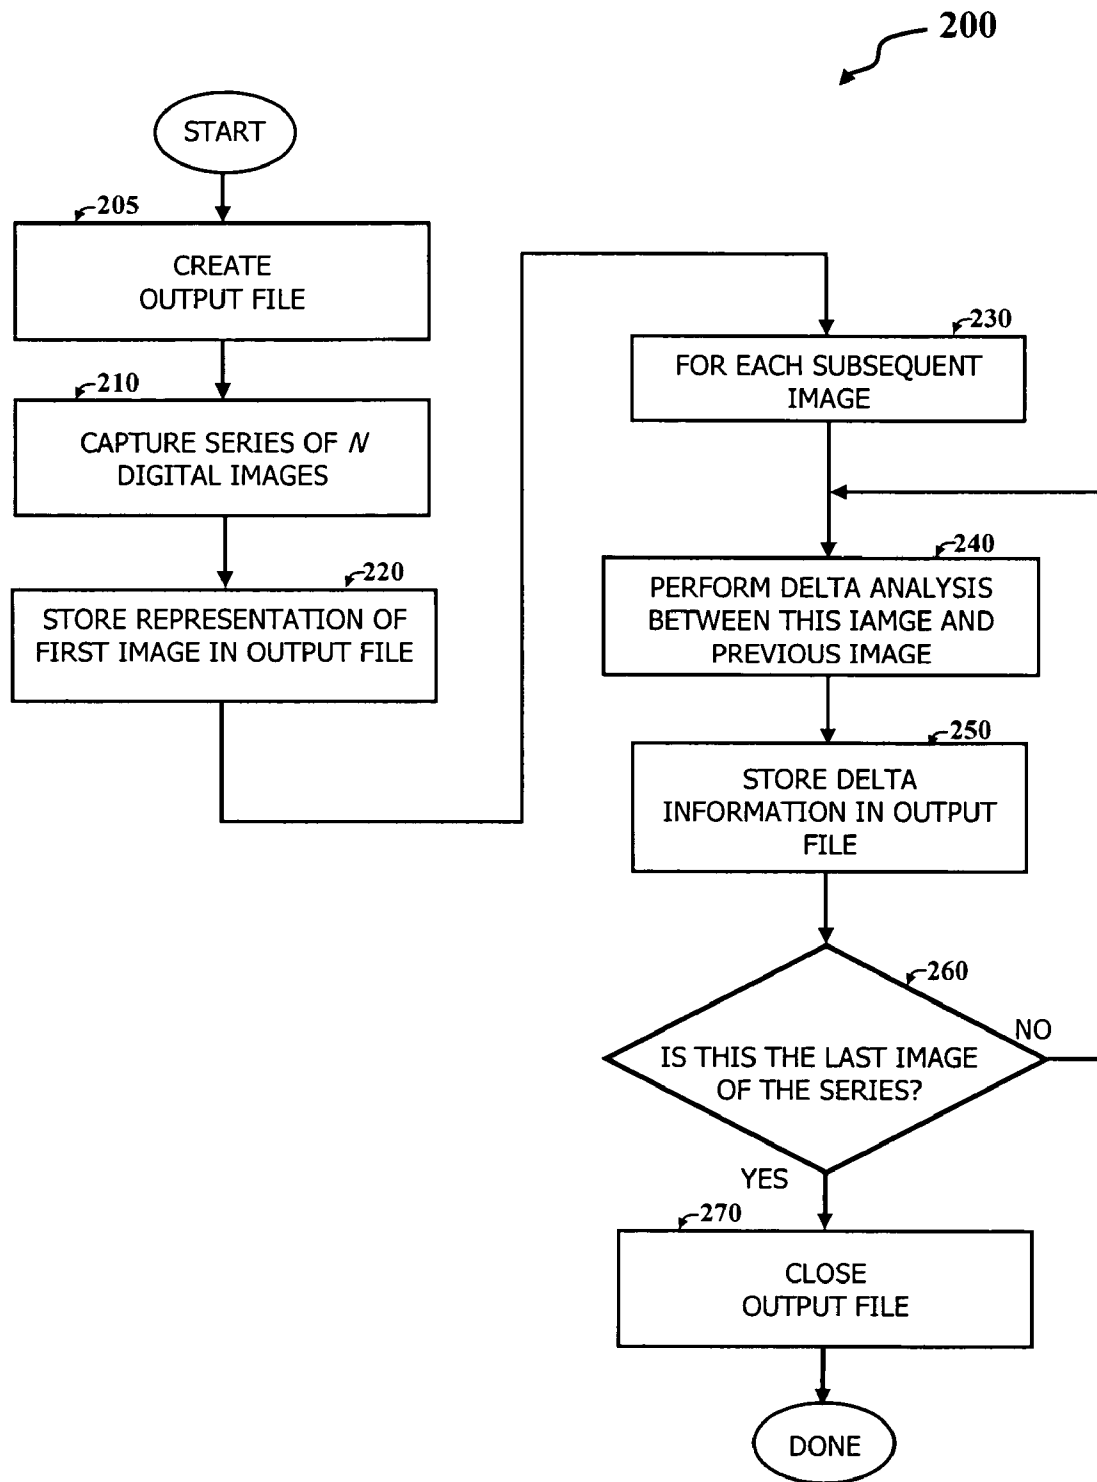 200
START
205
CREATE
OUTPUT FILE
210
CAPTURE SERIES OF N
DIGITAL IMAGES
220
STORE REPRESENTATION OF
FIRST IMAGE IN OUTPUT FILE
230
FOR EACH SUBSEQUENT
IMAGE
240
PERFORM DELTA ANALYSIS
BETWEEN THIS IAMGE AND
PREVIOUS IMAGE
250
STORE DELTA
INFORMATION IN OUTPUT
FILE
260
IS THIS THE LAST IMAGE
OF THE SERIES?
NO
YES
270
CLOSE
OUTPUT FILE
DONE